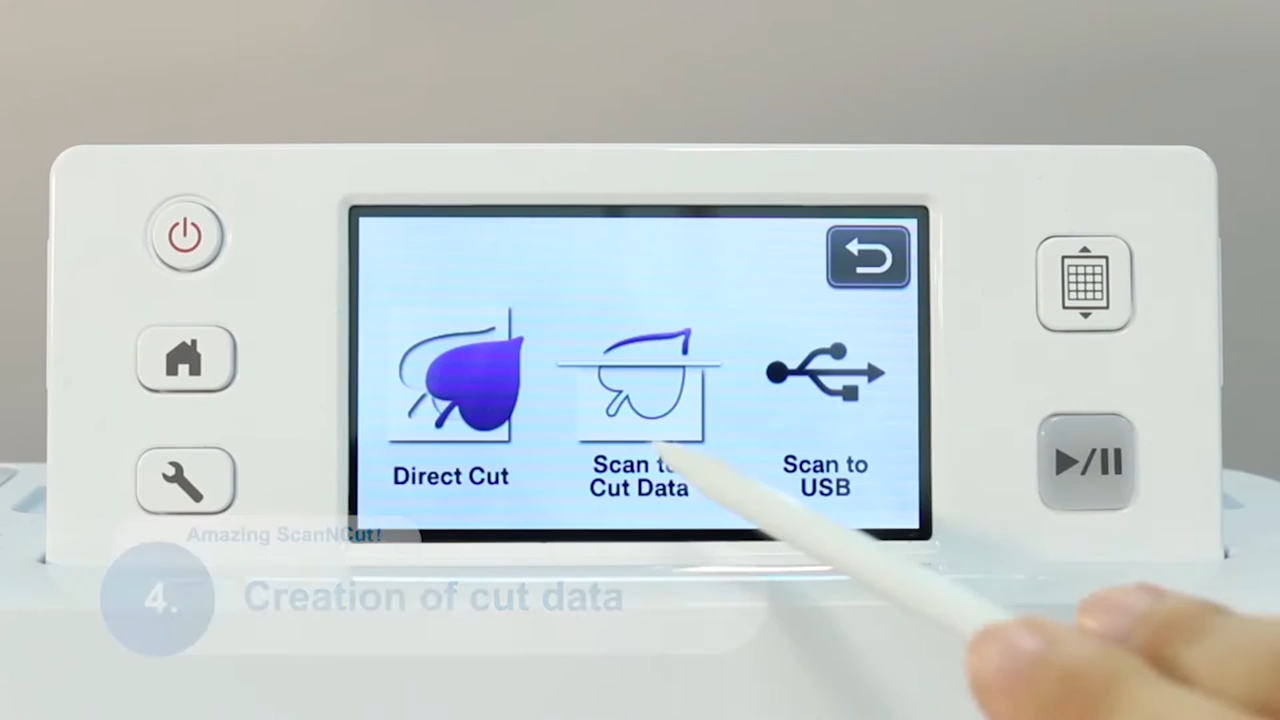 Direct Cut
Scan to
Cut Data
Scan to
USB
Amazing ScanNCut!
4.
Creation of cut data